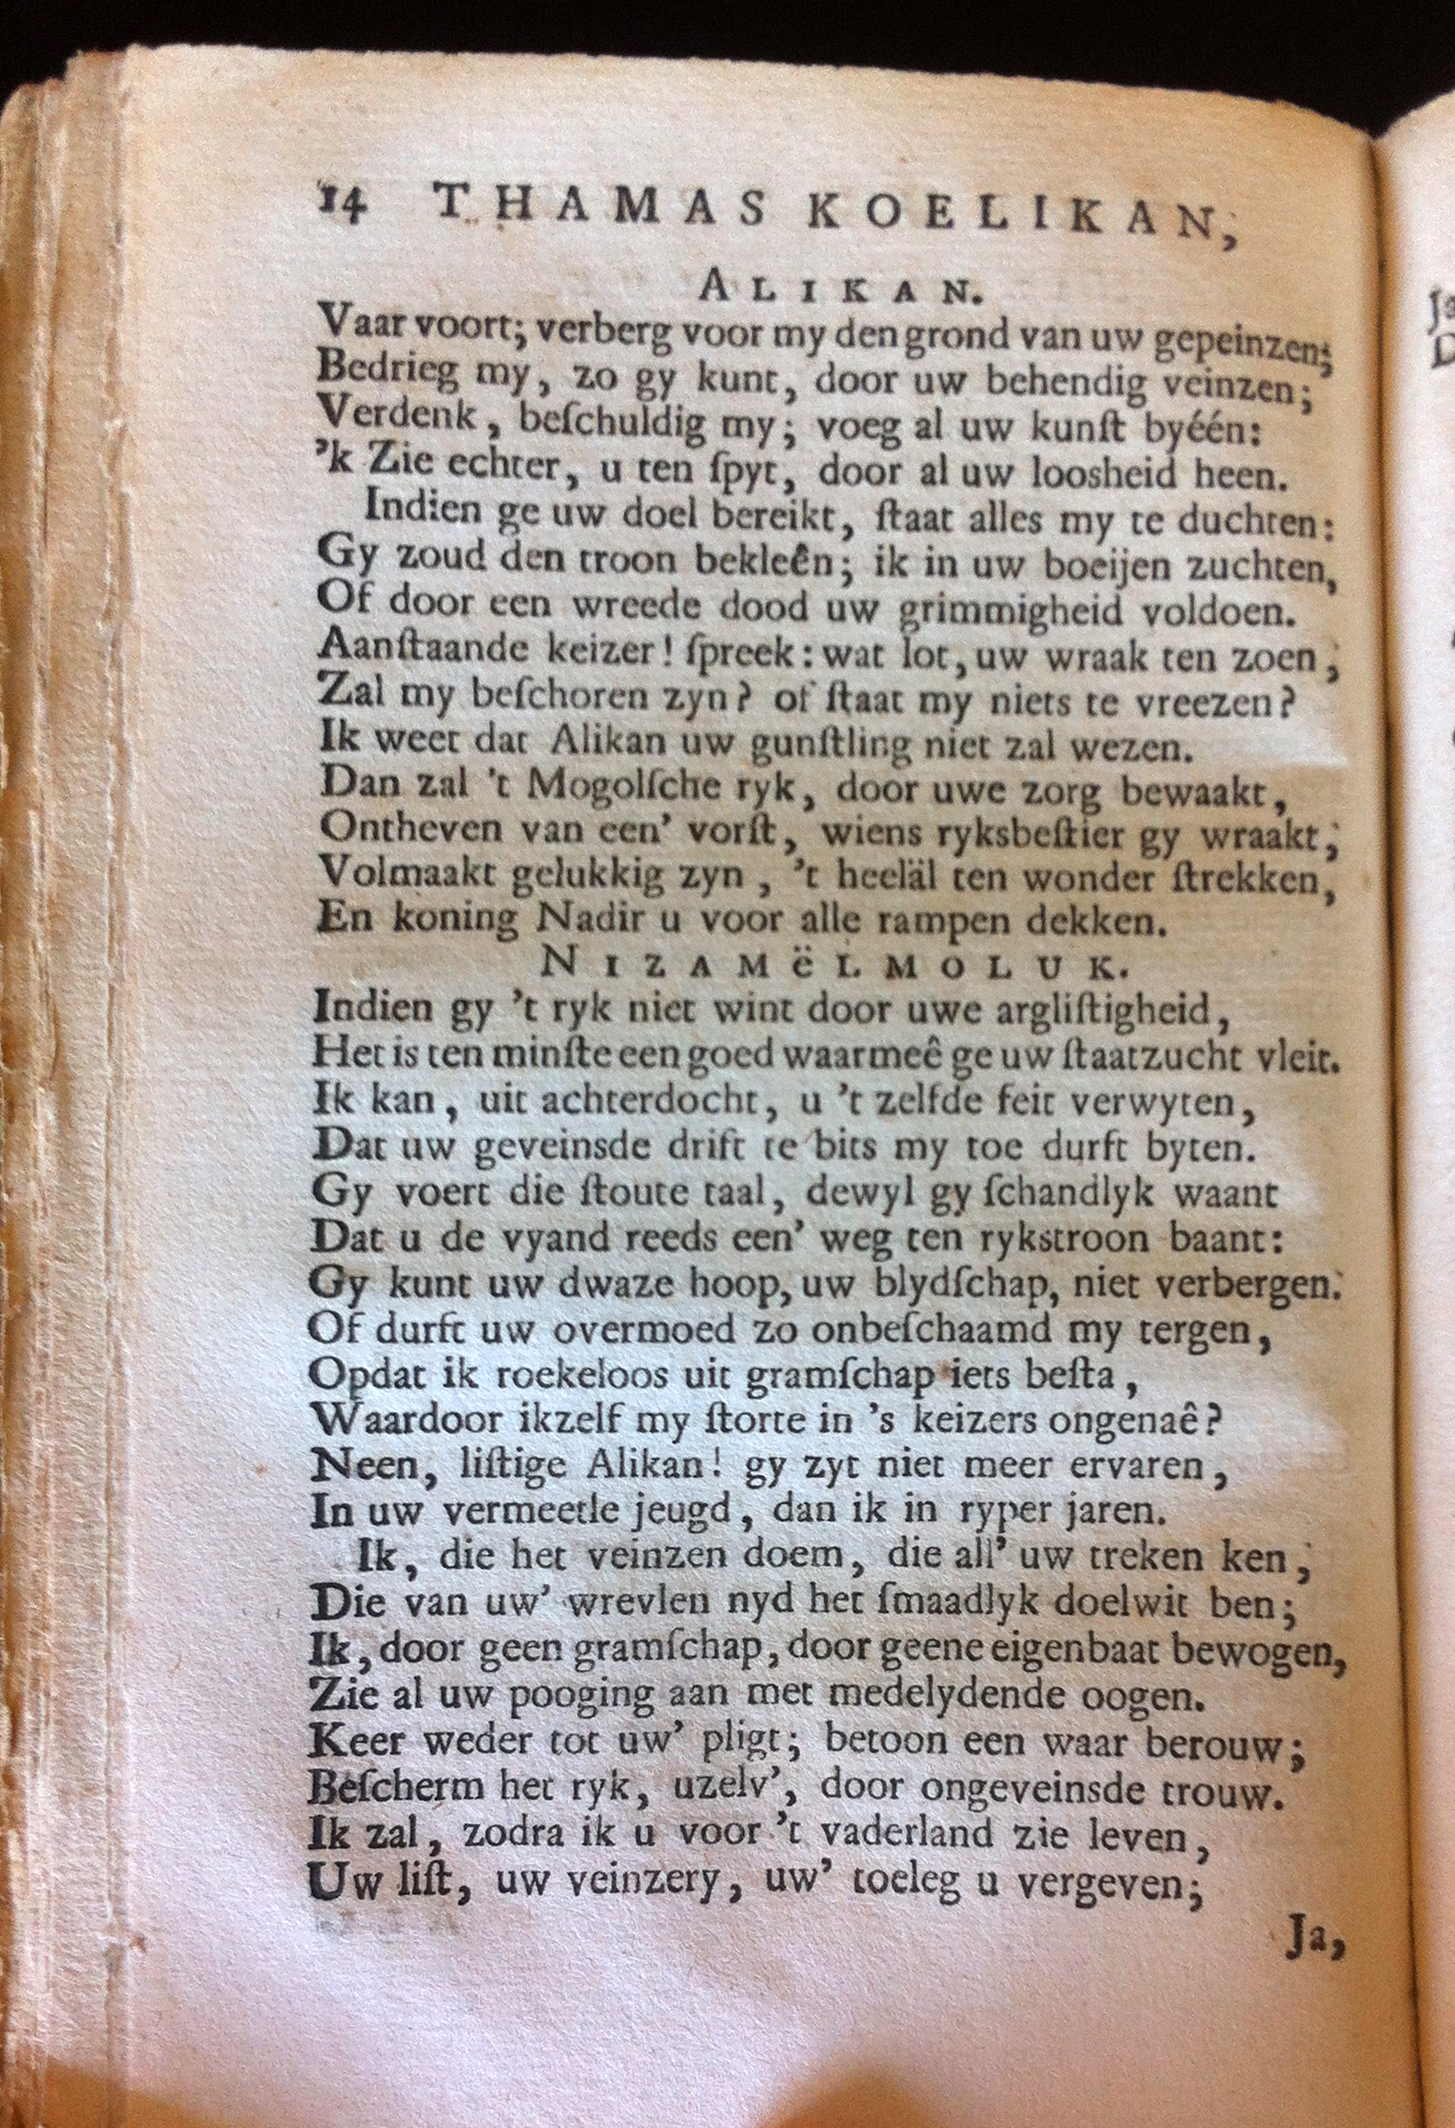 14 THAMAS KOELIKAN,
ALIKAN.
Vaar voort; verberg voor my den grond van uw gepeinzen;
Bedrieg my, zo gy kunt, door uw behendig veinzen;
Verdenk, beſchuldig my; voeg al uw kunſt byéén:
'k Zie echter, u ten ſpyt, door al uw loosheid heen.
Indien ge uw doel bereikt, ſtaat alles my te duchten:
Gy zoud den troon bekleên; ik in uw boeijen zuchten,
Of door een wreede dood uw grimmigheid voldoen.
Aanſtaande keizer! ſpreek: wat lot, uw wraak ten zoen,
Zal my beſchoren zyn? of ſtaat my niets te vreezen?
Ik weet dat Alikan uw gunſtling niet zal wezen.
Dan zal 't Mogolſche ryk, door uwe zorg bewaakt,
Ontheven van een' vorſt, wiens ryksbeſtier gy wraakt,
Volmaakt gelukkig zyn, 't heeläl ten wonder ſtrekken,
En koning Nadir u voor alle rampen dekken.
NIZAMëLMOLUK.
Indien gy 't ryk niet wint door uwe argliſtigheid,
Het is ten minſte een goed waarmeê ge uw ſtaatzucht vleit.
Ik kan, uit achterdocht, u 't zelfde feit verwyten,
Dat uw geveinsde drift te bits my toe durft byten.
Gy voert die ſtoute taal, dewyl gy ſchandlyk waant
Dat u de vyand reeds een' weg ten rykstroon baant:
Gy kunt uw dwaze hoop, uw blydſchap, niet verbergen.
Of durft uw overmoed zo onbeſchaamd my tergen,
Opdat ik roekeloos uit gramſchap iets beſta,
Waardoor ikzelf my ſtorte in 's keizers ongenaê?
Neen, liſtige Alikan! gy zyt niet meer ervaren,
In uw vermeetle jeugd, dan ik in ryper jaren.
Ik, die het veinzen doem, die all' uw treken ken,
Die van uw' wrevlen nyd het ſmaadlyk doelwit ben;
Ik, door geen gramſchap, door geene eigenbaat bewogen,
Zie al uw pooging aan met medelydende oogen.
Keer weder tot uw' pligt; betoon een waar berouw;
Beſcherm het ryk, uzelv', door ongeveinsde trouw.
Ik zal, zodra ik u voor 't vaderland zie leven,
Uw liſt, uw veinzery, uw' toeleg u vergeven;
Ja,